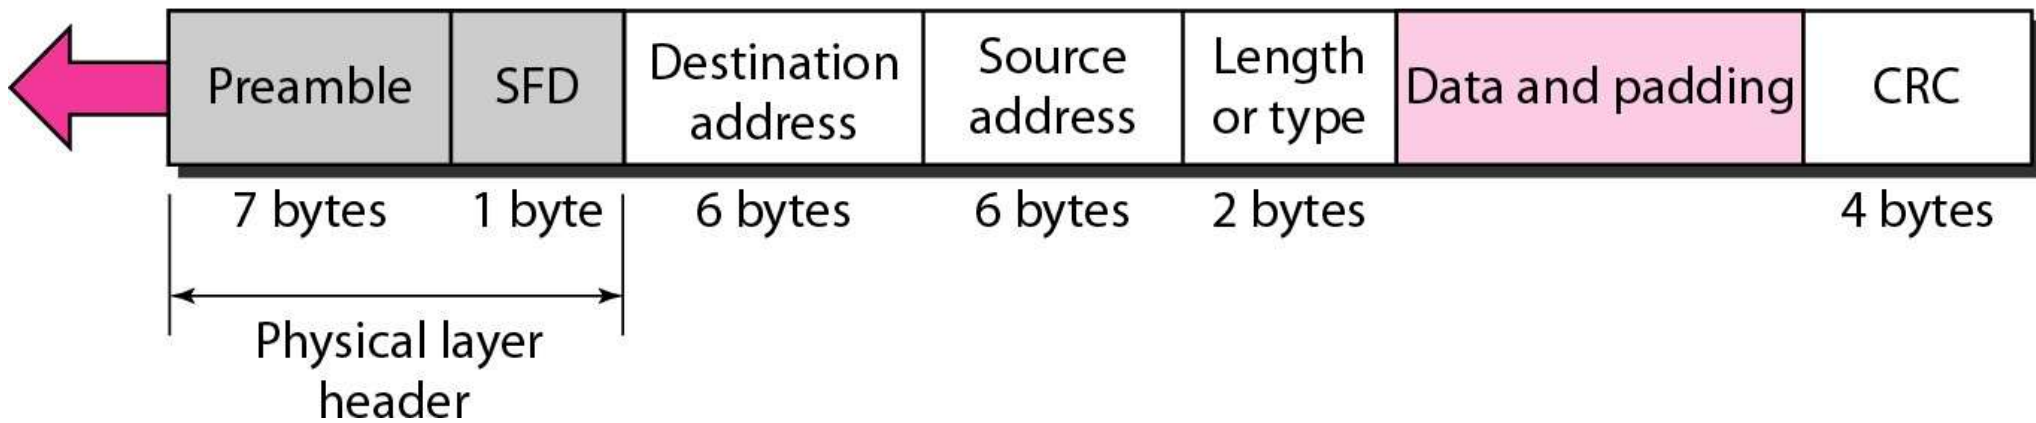 Preamble
SFD
Destination
address
Source
address
Length
or type
Data and padding
CRC
7 bytes
1 byte
6 bytes
6 bytes
2 bytes
4 bytes
Physical layer
header